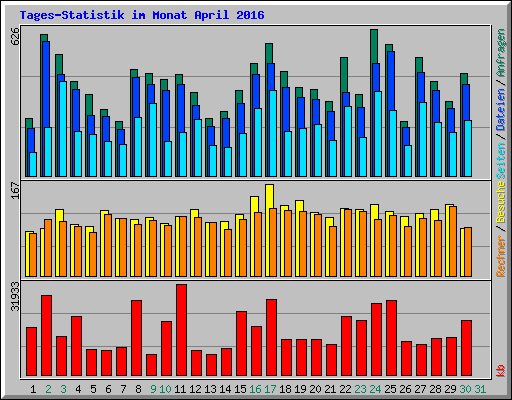 Tages-Statistik im Monat April 2016
626
167
31933
Rechner / Besuche Seiten / Dateien / Anfragen
kb
1 2 3 4 5 6 7 8 9 10 11 12 13 14 15 16 17 18 19 20 21 22 23 24 25 26 27 28 29 30 31